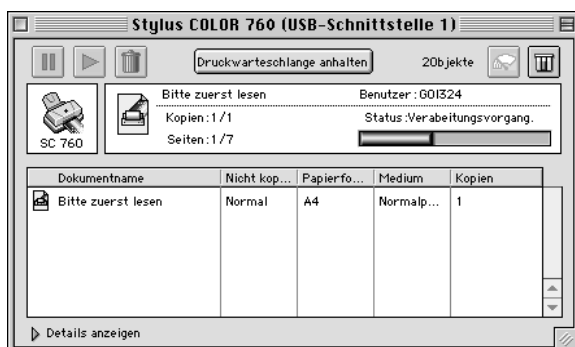 Stylus COLOR 760 (USB-Schnittstelle 1)
Druckwarteschlange anhalten 2Objekte
Bitte zuerst lesen Benutzer : GOI324
Kopien : 1/1 Status :Verabeitungsvorgang.
SC 760 Seiten : 1/7
Dokumentname Nicht kop... Papierfo... Medium Kopien
Bitte zuerst lesen Normal A4 Normalp... 1
Details anzeigen